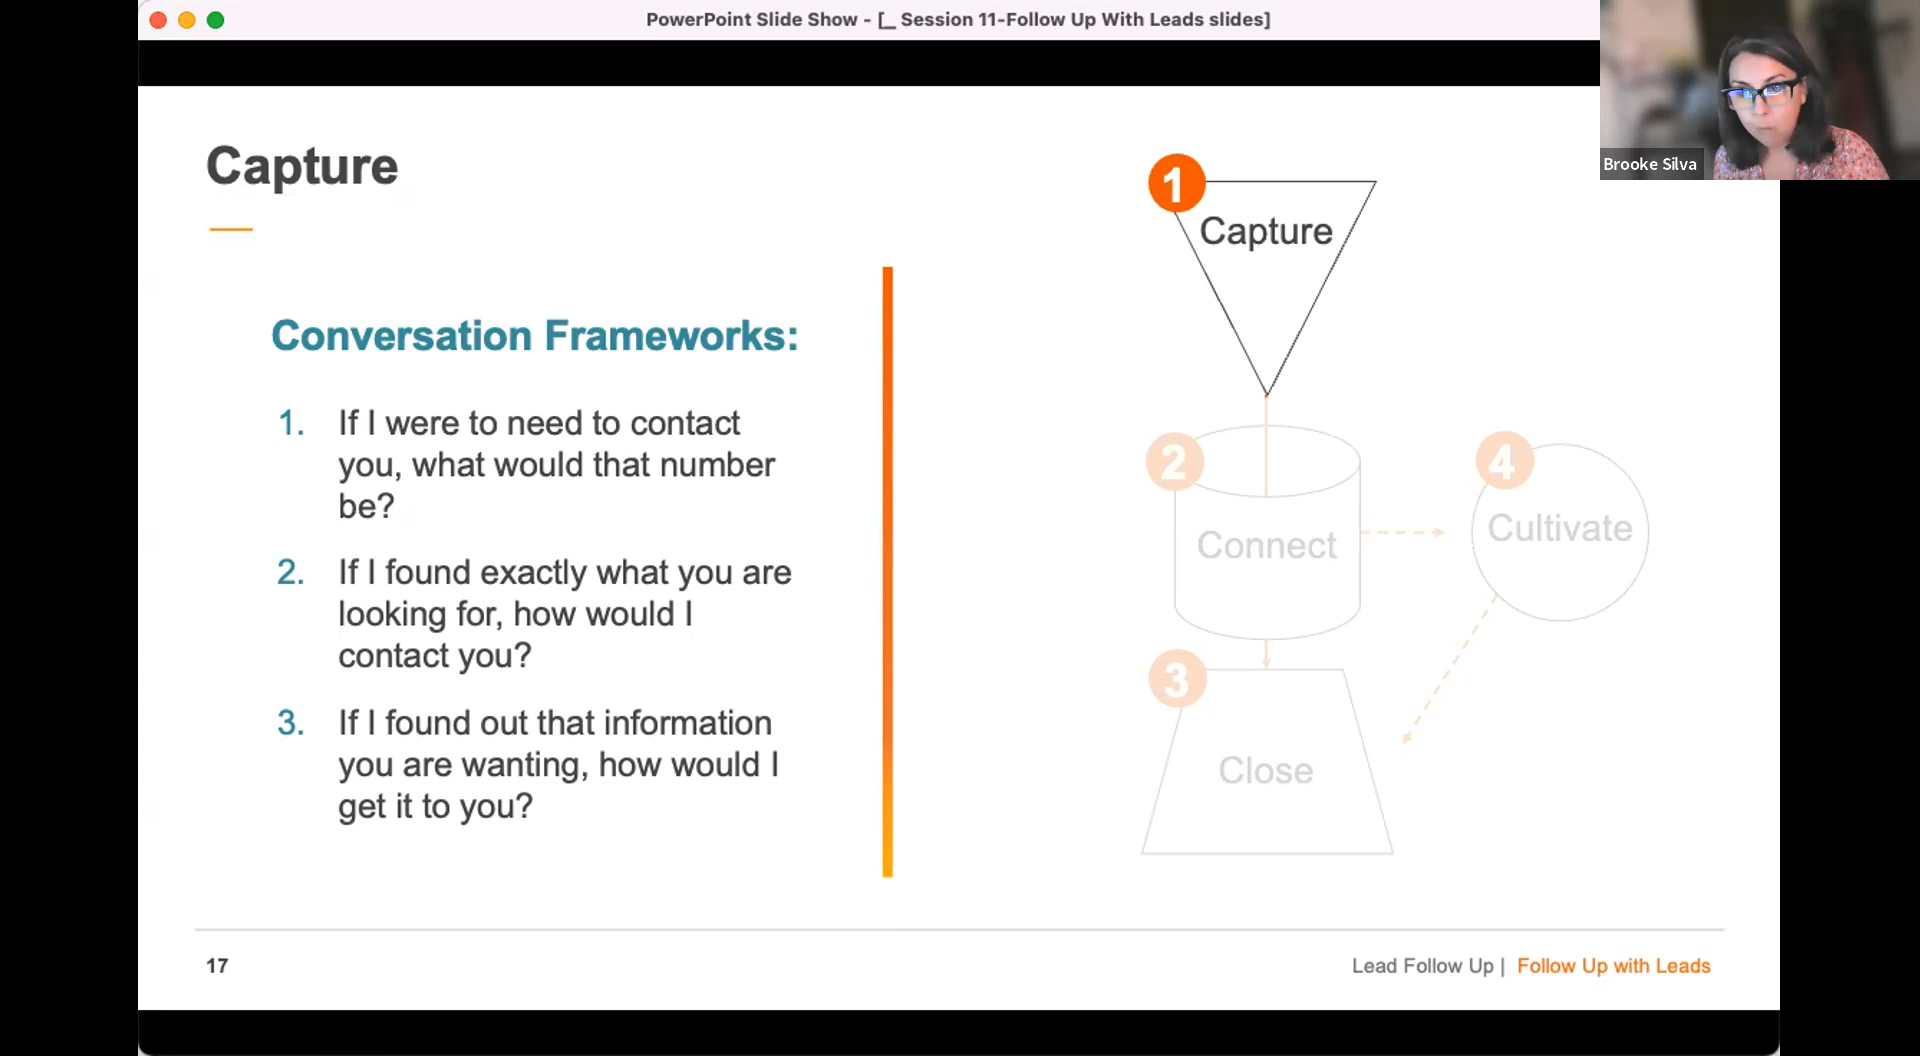 PowerPoint Slide Show - [_ Session 11-Follow Up With Leads slides]
Brooke Silva
Capture
Conversation Frameworks:
1. If I were to need to contact
you, what would that number
be?
2. If I found exactly what you are
looking for, how would I
contact you?
3. If I found out that information
you are wanting, how would I
get it to you?
1
Capture
2
Connect
4
Cultivate
3
Close
17
Lead Follow Up | Follow Up with Leads